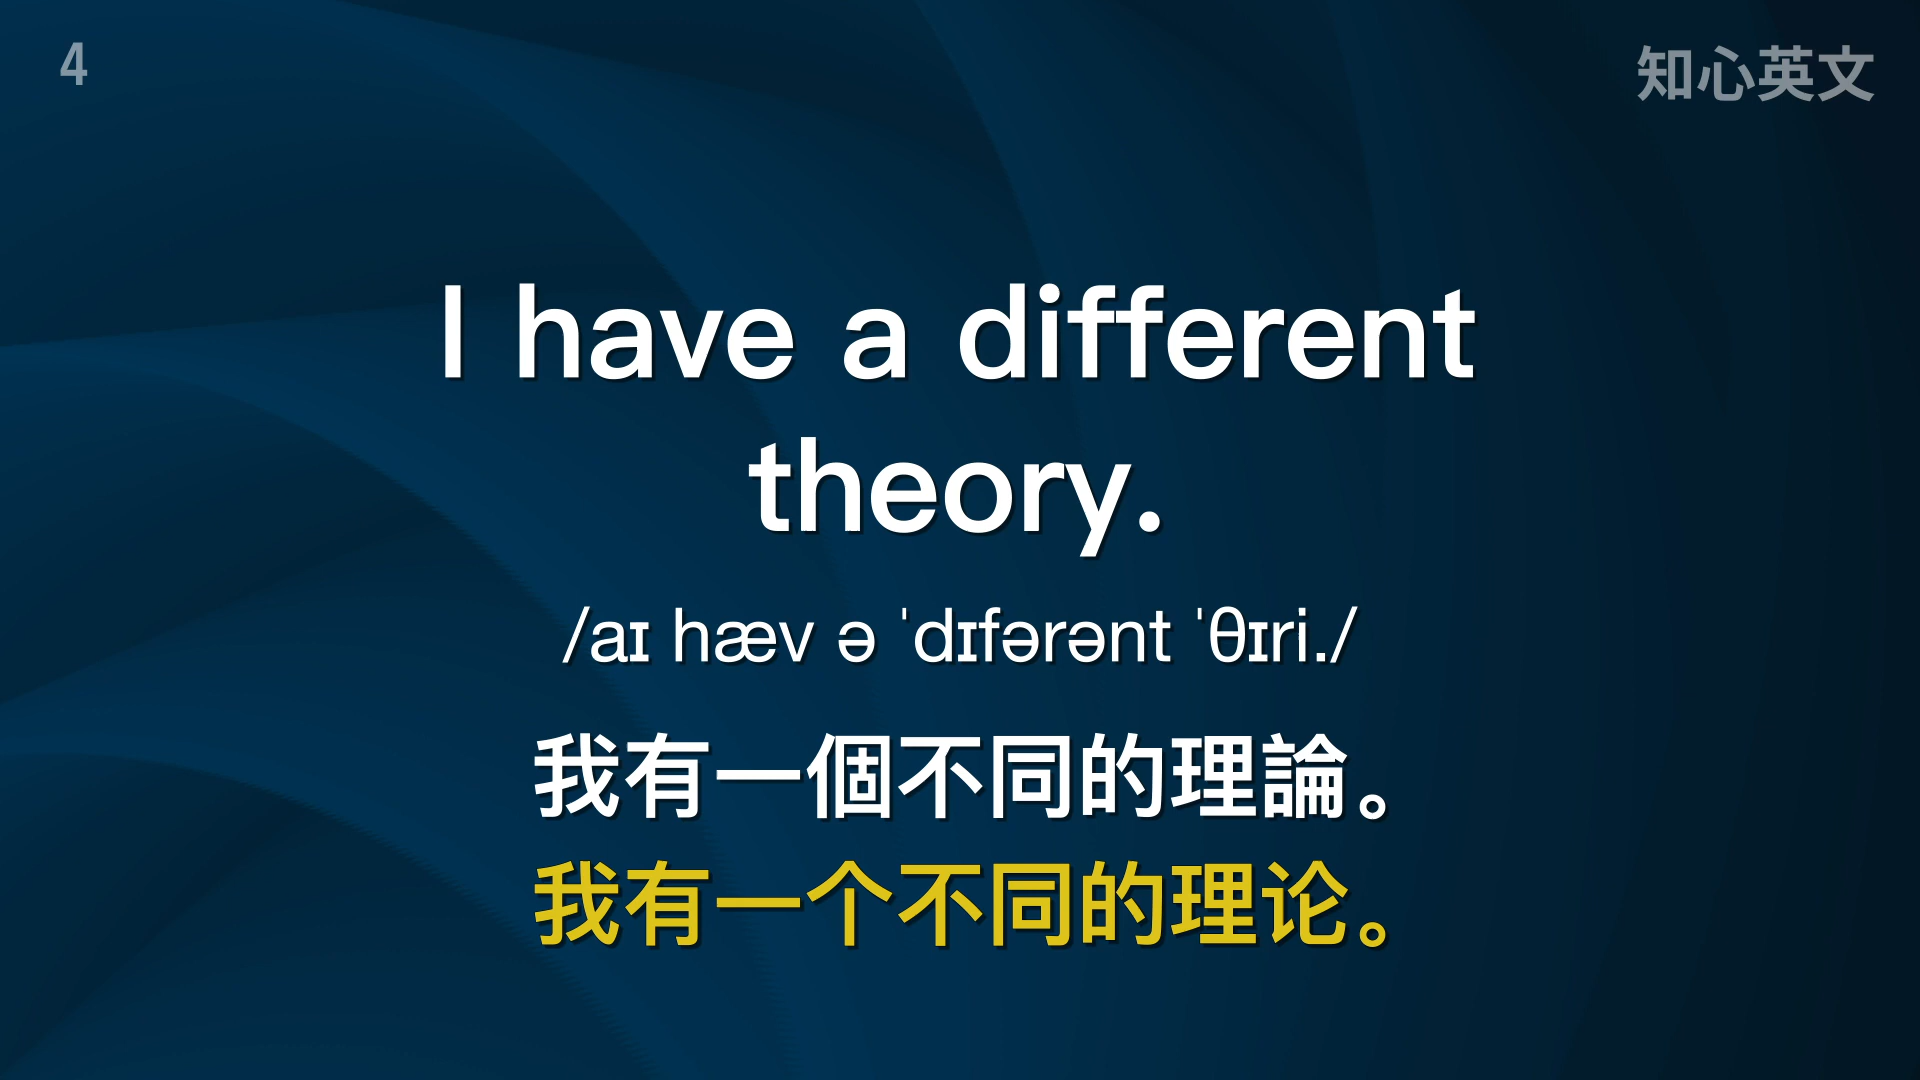 4
知心英文
I have a different
theory.
/aɪ hæv ə ˈdɪfərənt ˈθɪri./
我有一個不同的理論。
我有一个不同的理论。